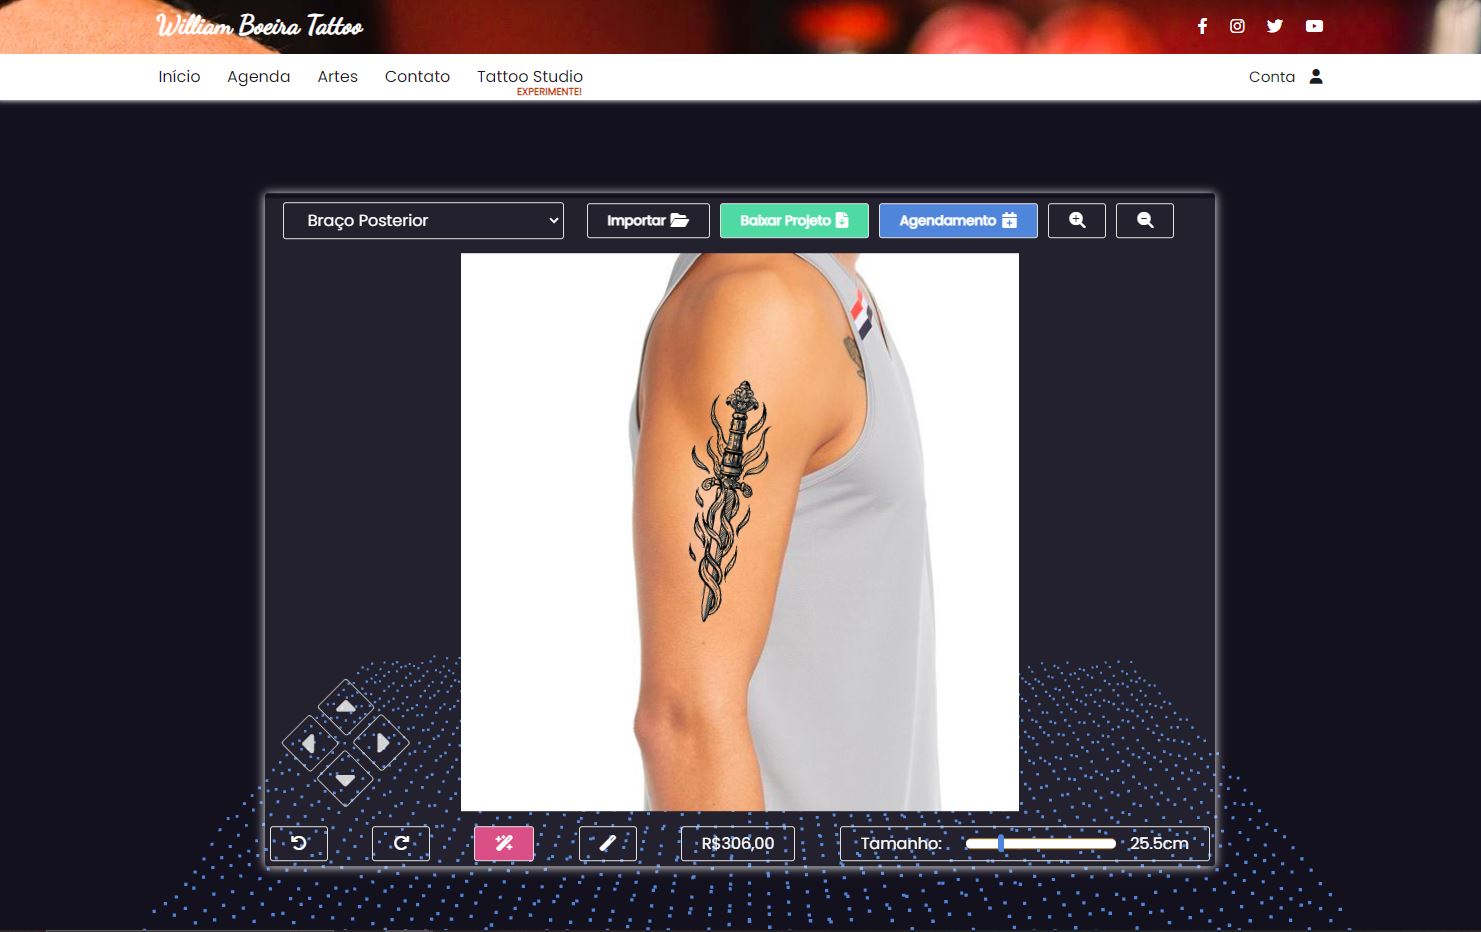 William Boeira Tattoo
Início Agenda Artes Contato Tattoo Studio Conta
EXPERIMENTE!
Braço Posterior Importar Baixar Projeto Agendamento
R$306,00 Tamanho: 25.5cm